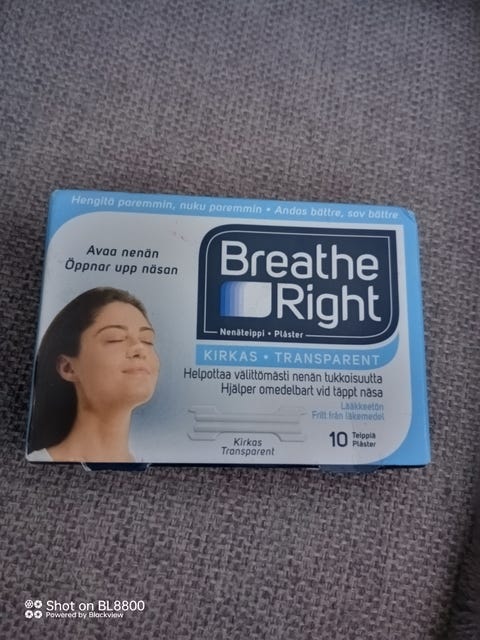 Hengitä paremmin, nuku paremmin • Andas bättre, sov bättre
Avaa nenän
Öppnar upp näsan
Breathe
Right
Nenäteippi • Plåster
KIRKAS • TRANSPARENT
Helpottaa välittömästi nenän tukkoisuutta
Hjälper omedelbart vid täppt näsa
Lääkkeetön
Fritt från läkemedel
Kirkas
Transparent
10 Teippiä
Plåster
Shot on BL8800
Powered by Blackview